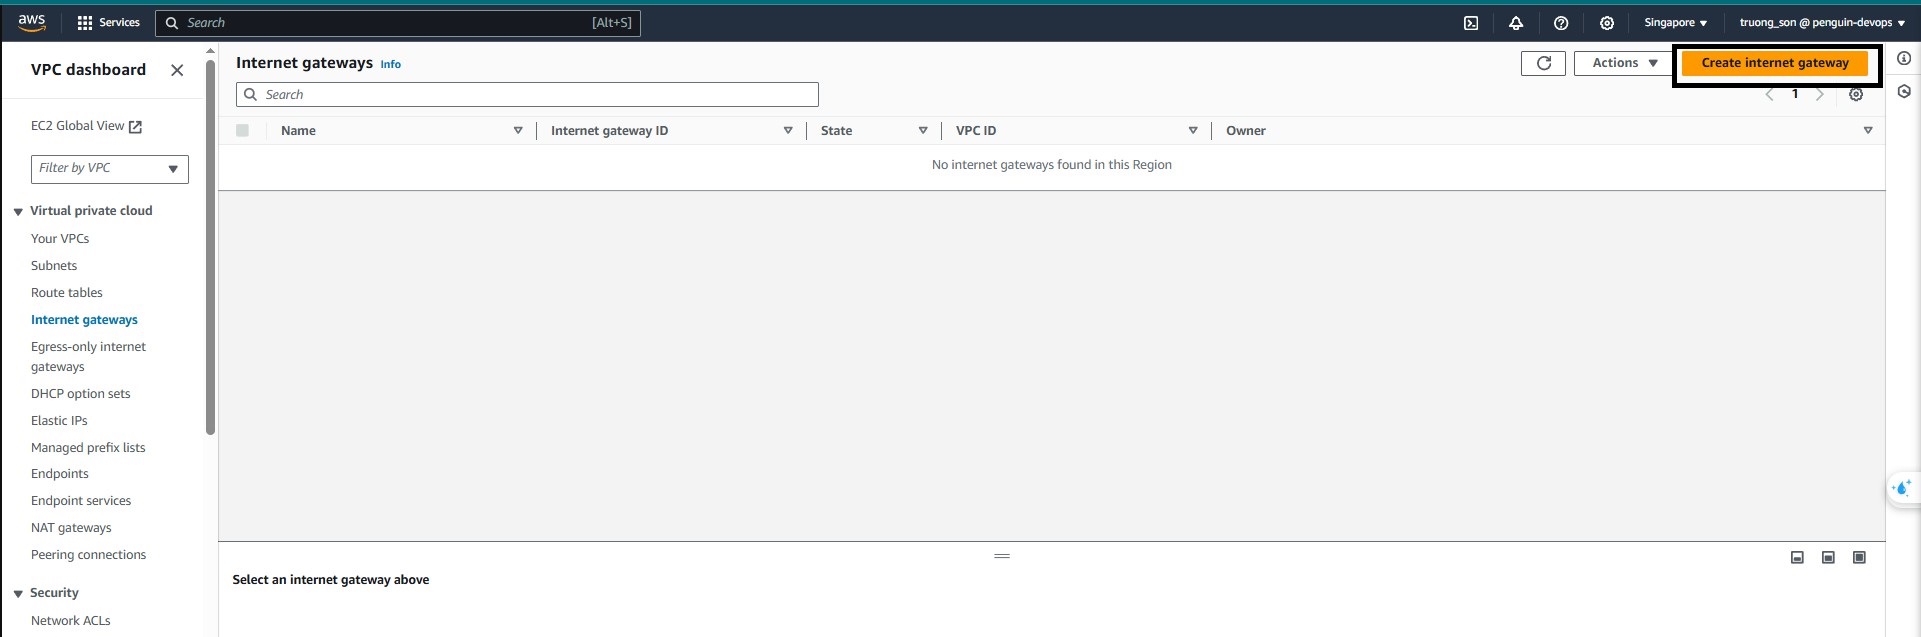 aws
Services
Search
[Alt+S]
Singapore
truong_son @ penguin-devops
VPC dashboard
EC2 Global View
Filter by VPC
Virtual private cloud
Your VPCs
Subnets
Route tables
Internet gateways
Egress-only internet
gateways
DHCP option sets
Elastic IPs
Managed prefix lists
Endpoints
Endpoint services
NAT gateways
Peering connections
Security
Network ACLs
Internet gateways Info
Actions
Create internet gateway
Search
1
Name
Internet gateway ID
State
VPC ID
Owner
No internet gateways found in this Region
Select an internet gateway above